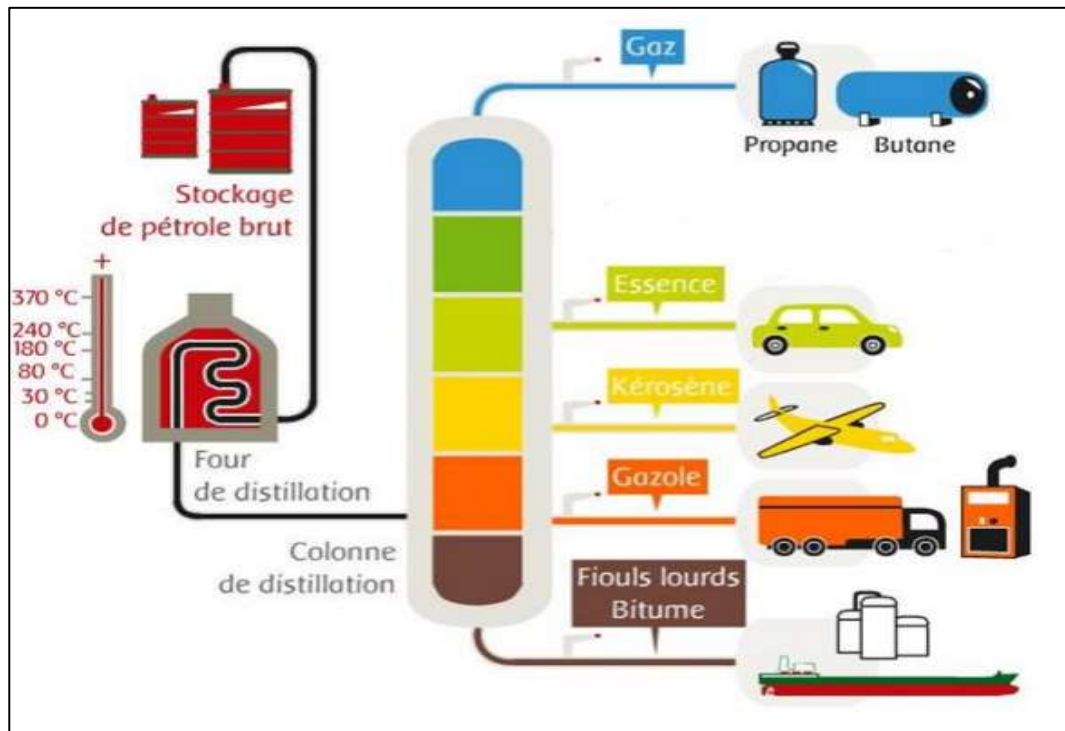 Gaz
Propane
Butane
Stockage
de pétrole brut
+
370 °C
240 °C
180 °C
80 °C
30 °C
0 °C
Essence
Kérosène
Four
de distillation
Gazole
Colonne
de distillation
Fiouls lourds
Bitume